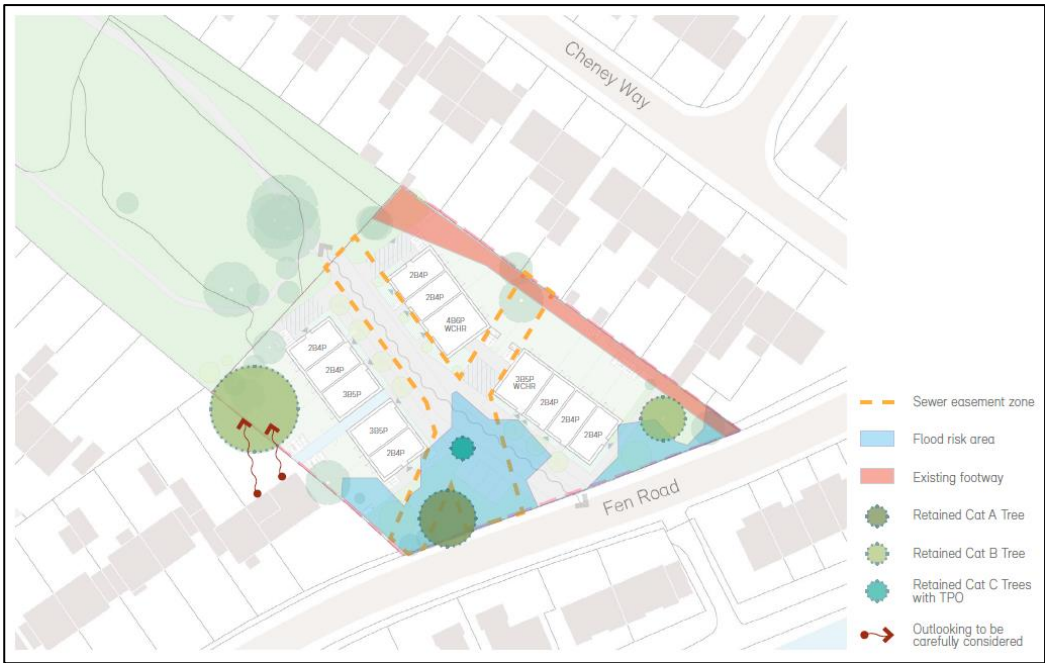 Cheney Way
2B4P
2B4P
4B6P
WCHR
2B4P
2B4P
3B5P
3B5P
WCHR
2B4P
2B4P
2B4P
3B5P
2B4P
Fen Road
Sewer easement zone
Flood risk area
Existing footway
Retained Cat A Tree
Retained Cat B Tree
Retained Cat C Trees
with TPO
Outlooking to be
carefully considered